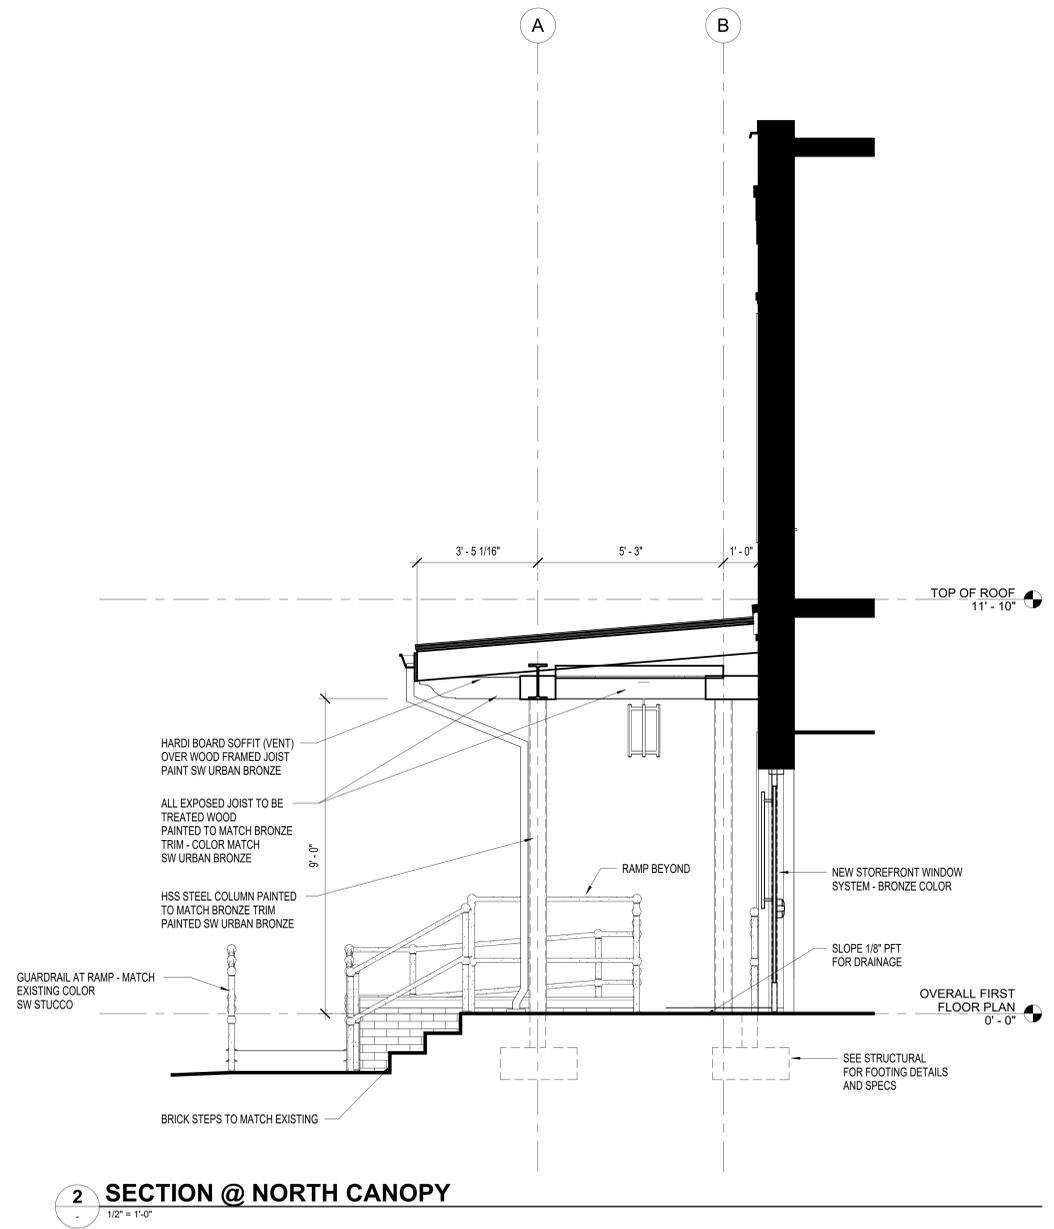 A
B
3' - 5 1/16"
5' - 3"
1' - 0"
TOP OF ROOF
11' - 10"
HARDI BOARD SOFFIT (VENT)
OVER WOOD FRAMED JOIST
PAINT SW URBAN BRONZE
ALL EXPOSED JOIST TO BE
TREATED WOOD
PAINTED TO MATCH BRONZE
TRIM - COLOR MATCH
SW URBAN BRONZE
9' - 0"
HSS STEEL COLUMN PAINTED
TO MATCH BRONZE TRIM
PAINTED SW URBAN BRONZE
RAMP BEYOND
NEW STOREFRONT WINDOW
SYSTEM - BRONZE COLOR
SLOPE 1/8" PFT
FOR DRAINAGE
GUARDRAIL AT RAMP - MATCH
EXISTING COLOR
SW STUCCO
OVERALL FIRST
FLOOR PLAN
0' - 0"
SEE STRUCTURAL
FOR FOOTING DETAILS
AND SPECS
BRICK STEPS TO MATCH EXISTING
2
-
SECTION @ NORTH CANOPY
1/2" = 1'-0"